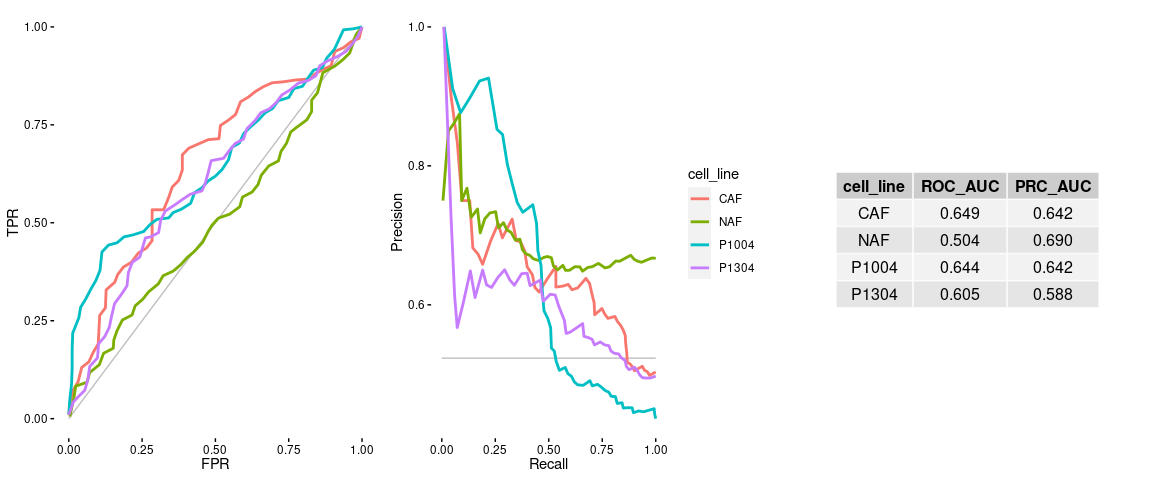 TPR
1.00
0.75
0.50
0.25
0.00
0.00 0.25 0.50 0.75 1.00
FPR
Precision
1.0
0.8
0.6
0.00 0.25 0.50 0.75 1.00
Recall
cell_line
CAF
NAF
P1004
P1304
cell_line ROC_AUC PRC_AUC
CAF 0.649 0.642
NAF 0.504 0.690
P1004 0.644 0.642
P1304 0.605 0.588